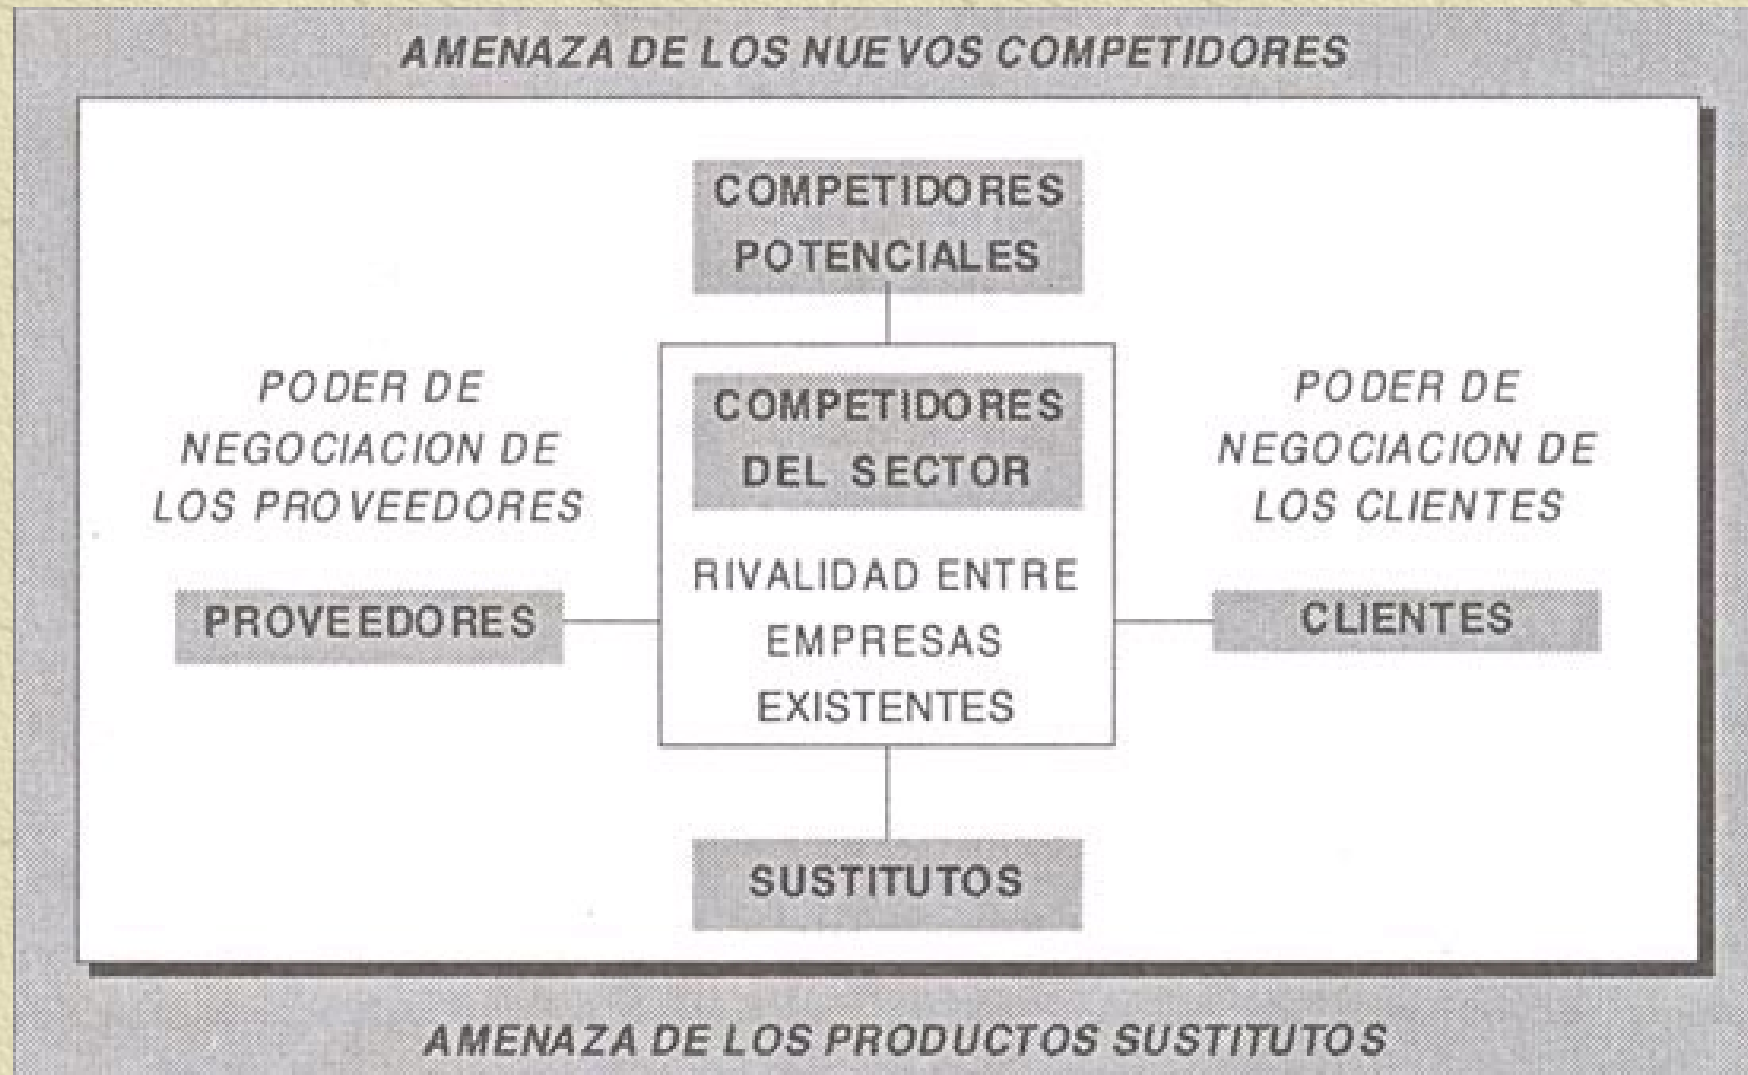 AMENAZA DE LOS NUEVOS COMPETIDORES
COMPETIDORES
POTENCIALES
PODER DE
NEGOCIACION DE
LOS PROVEEDORES
PROVEEDORES
COMPETIDORES
DEL SECTOR
RIVALIDAD ENTRE
EMPRESAS
EXISTENTES
PODER DE
NEGOCIACION DE
LOS CLIENTES
CLIENTES
SUSTITUTOS
AMENAZA DE LOS PRODUCTOS SUSTITUTOS